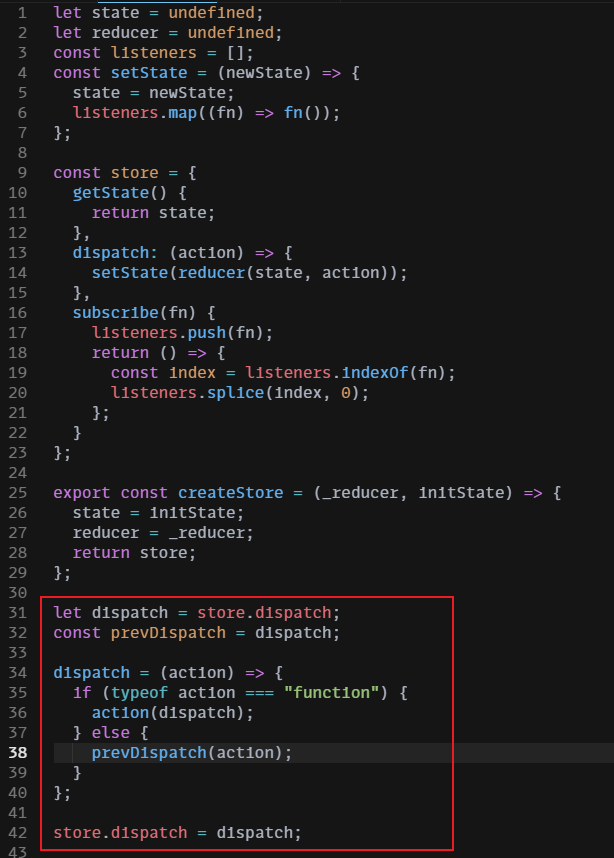 1 let state = undefined;
2 let reducer = undefined;
3 const listeners = [];
4 const setState = (newState) => {
5 state = newState;
6 listeners.map((fn) => fn());
7 };
8
9 const store = {
10 getState() {
11 return state;
12 },
13 dispatch: (action) => {
14 setState(reducer(state, action));
15 },
16 subscribe(fn) {
17 listeners.push(fn);
18 return () => {
19 const index = listeners.indexOf(fn);
20 listeners.splice(index, 0);
21 };
22 }
23 };
24
25 export const createStore = (_reducer, initState) => {
26 state = initState;
27 reducer = _reducer;
28 return store;
29 };
30
31 let dispatch = store.dispatch;
32 const prevDispatch = dispatch;
33
34 dispatch = (action) => {
35 if (typeof action === "function") {
36 action(dispatch);
37 } else {
38 prevDispatch(action);
39 }
40 };
41
42 store.dispatch = dispatch;
43